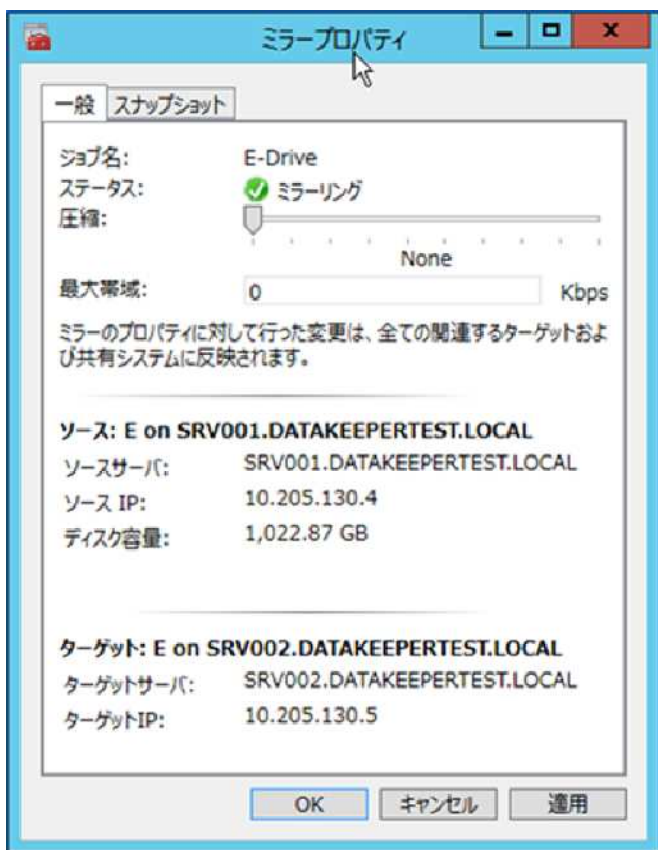 ミラープロパティ
一般 スナップショット
ジョブ名: E-Drive
ステータス: ミラーリング
圧縮:
None
最大帯域: 0 Kbps
ミラーのプロパティに対して行った変更は、全ての関連するターゲットおよ
び共有システムに反映されます。
ソース: E on SRV001.DATAKEEPERTEST.LOCAL
ソースサーバ: SRV001.DATAKEEPERTEST.LOCAL
ソース IP: 10.205.130.4
ディスク容量: 1,022.87 GB
ターゲット: E on SRV002.DATAKEEPERTEST.LOCAL
ターゲットサーバ: SRV002.DATAKEEPERTEST.LOCAL
ターゲットIP: 10.205.130.5
OK キャンセル 適用